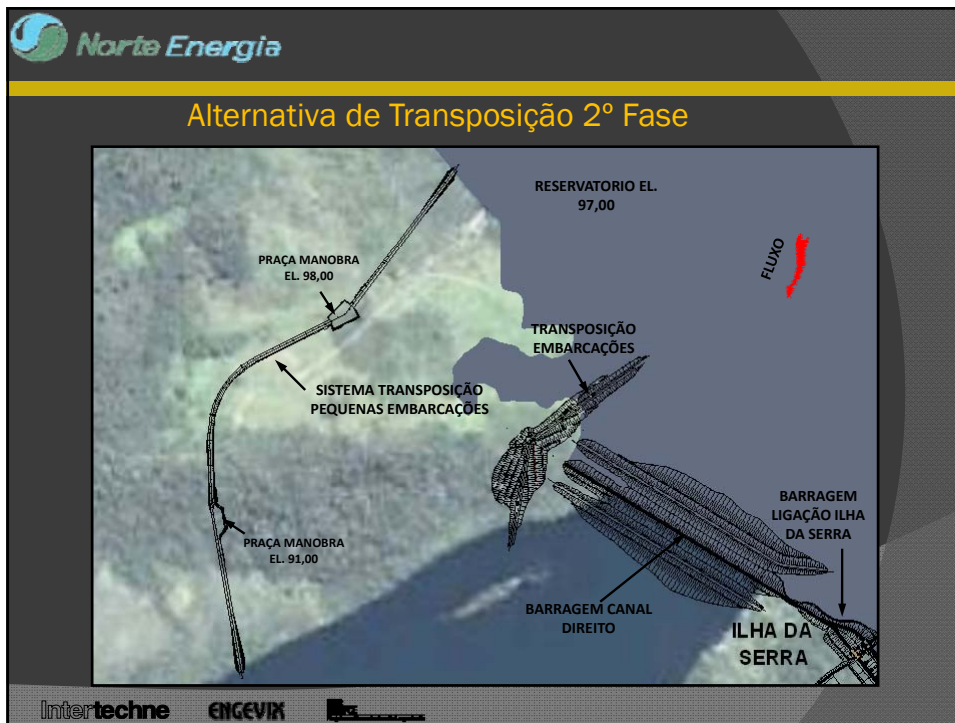 Norte Energia
Alternativa de Transposição 2º Fase
RESERVATORIO EL.
97,00
FLUXO
PRAÇA MANOBRA
EL. 98,00
TRANSPOSIÇÃO
EMBARCAÇÕES
SISTEMA TRANSPOSIÇÃO
PEQUENAS EMBARCAÇÕES
BARRAGEM
LIGAÇÃO ILHA
DA SERRA
PRAÇA MANOBRA
EL. 91,00
BARRAGEM CANAL
DIREITO
ILHA DA
SERRA
Intertechne
ENGEVIX